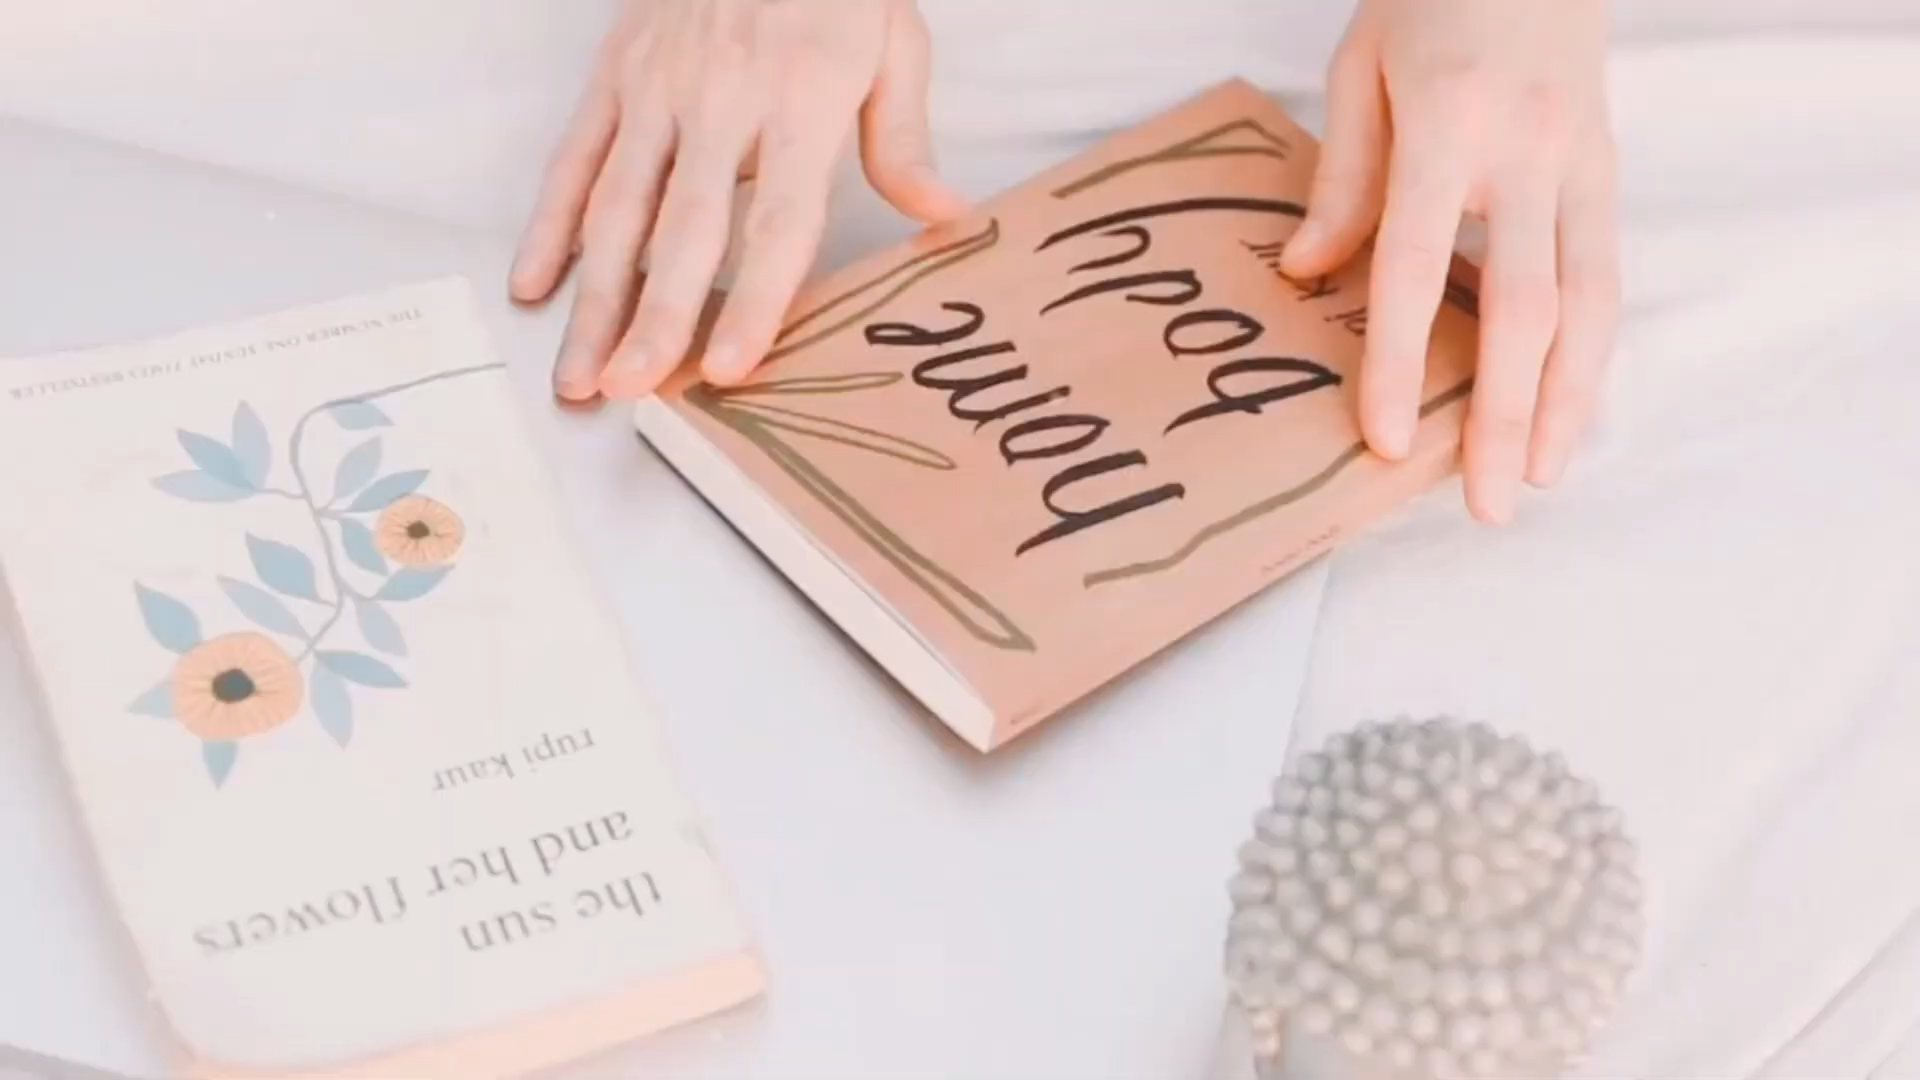 THE NUMBER ONE SUNDAY TIMES BESTSELLER
rupi kaur
the sun
and her flowers
home
body